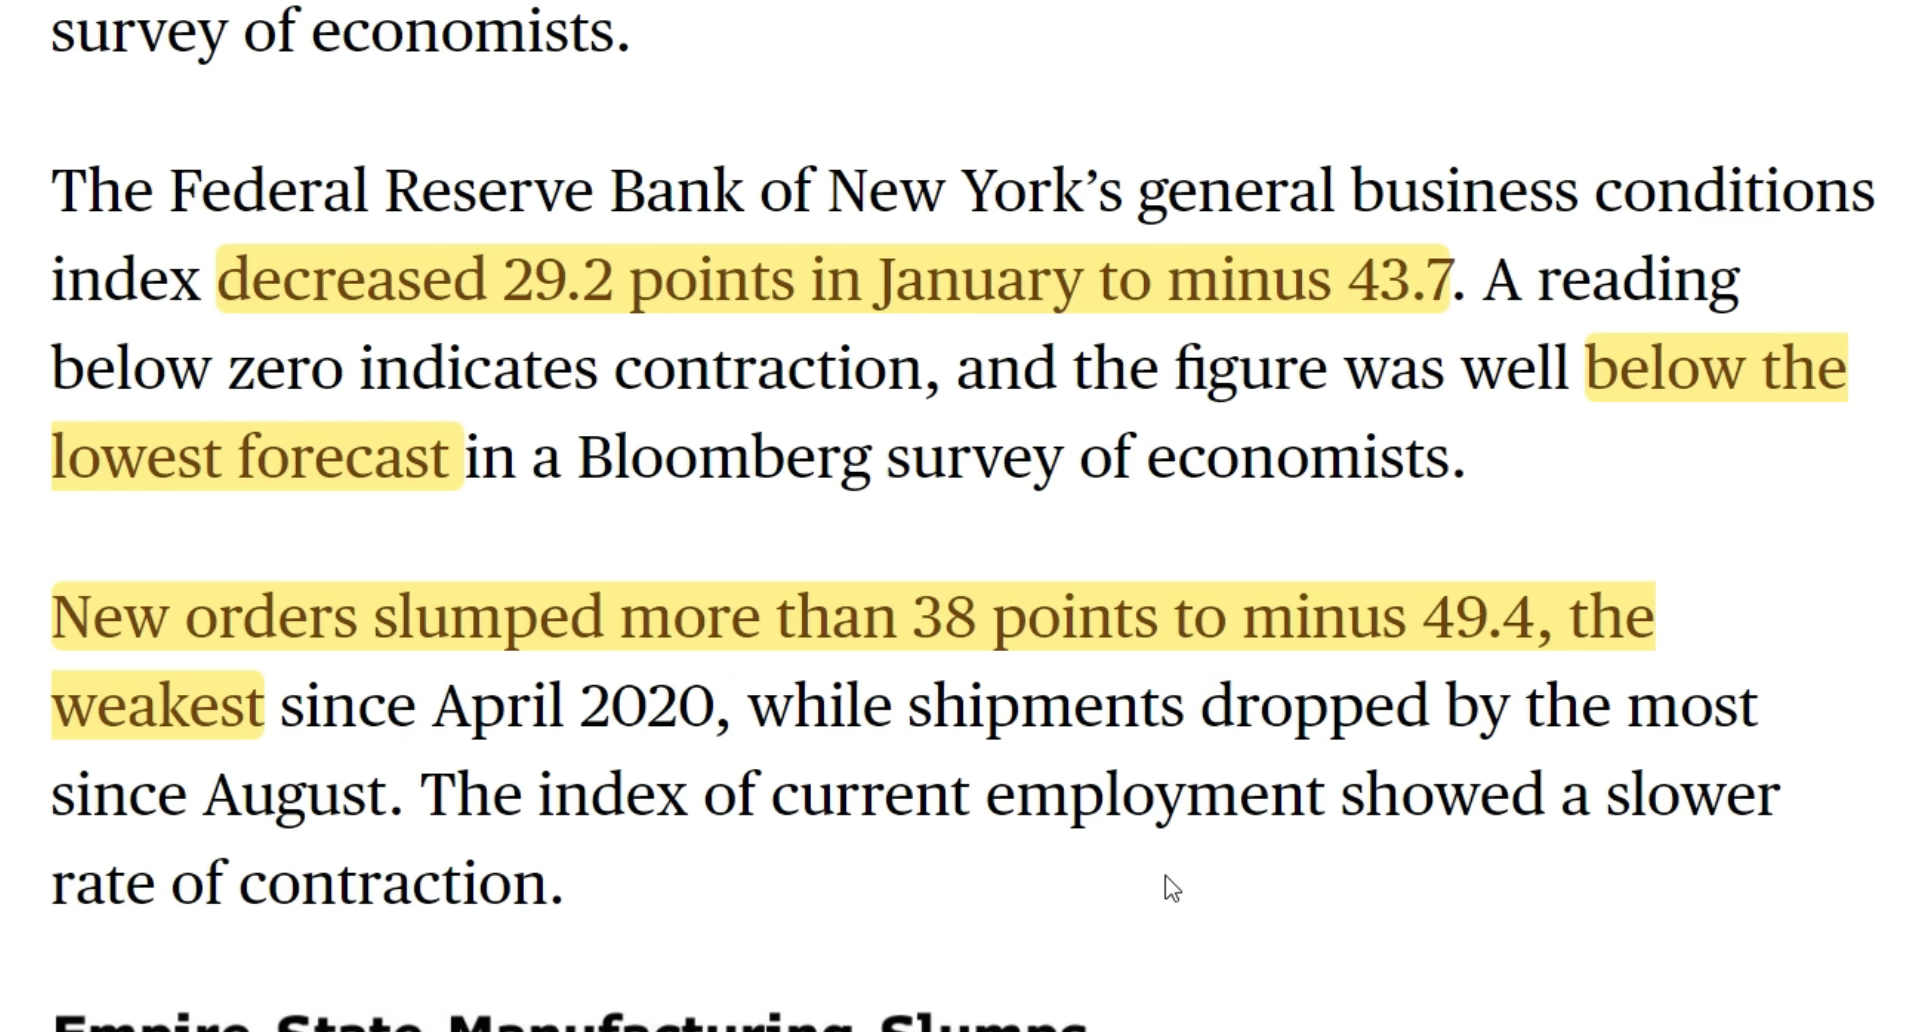 survey of economists.
The Federal Reserve Bank of New York’s general business conditions
index decreased 29.2 points in January to minus 43.7. A reading
below zero indicates contraction, and the figure was well below the
lowest forecast in a Bloomberg survey of economists.
New orders slumped more than 38 points to minus 49.4, the
weakest since April 2020, while shipments dropped by the most
since August. The index of current employment showed a slower
rate of contraction.
Empire State Manufacturing Slumps